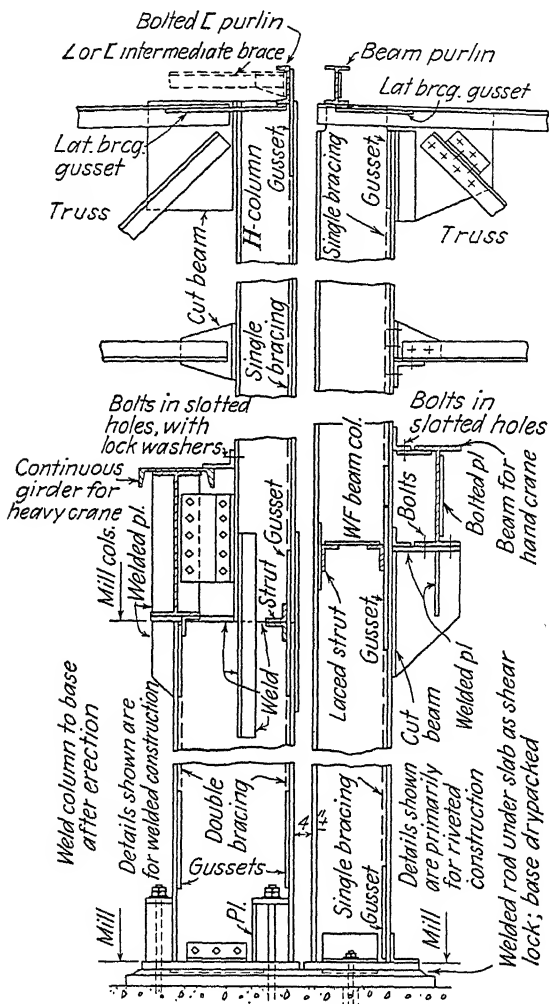 Bolted [ purlin
L or [ intermediate brace
Beam purlin
Lat. brcg. gusset
Lat. brcg.
gusset
Truss
H-column
Gusset
Single bracing
Gusset
Truss
Cut beam
Single
bracing
Bolts in slotted
holes, with
lock washers
Bolts in
slotted holes
Continuous
girder for
heavy crane
Mill cols.
Welded pl.
Gusset
Strut
Weld
WF beam col.
Laced strut
Gusset
Bolts
Bolted pl
Beam for
hand crane
Cut
beam
Welded pl
Weld column to base
after erection
Details shown are
for welded construction
Double
bracing
Gussets
4"
4"
Single bracing
Gusset
Details shown
are primarily
for riveted
construction
Welded rod under slab as shear
lock; base drypacked
Mill
Pl.
Mill